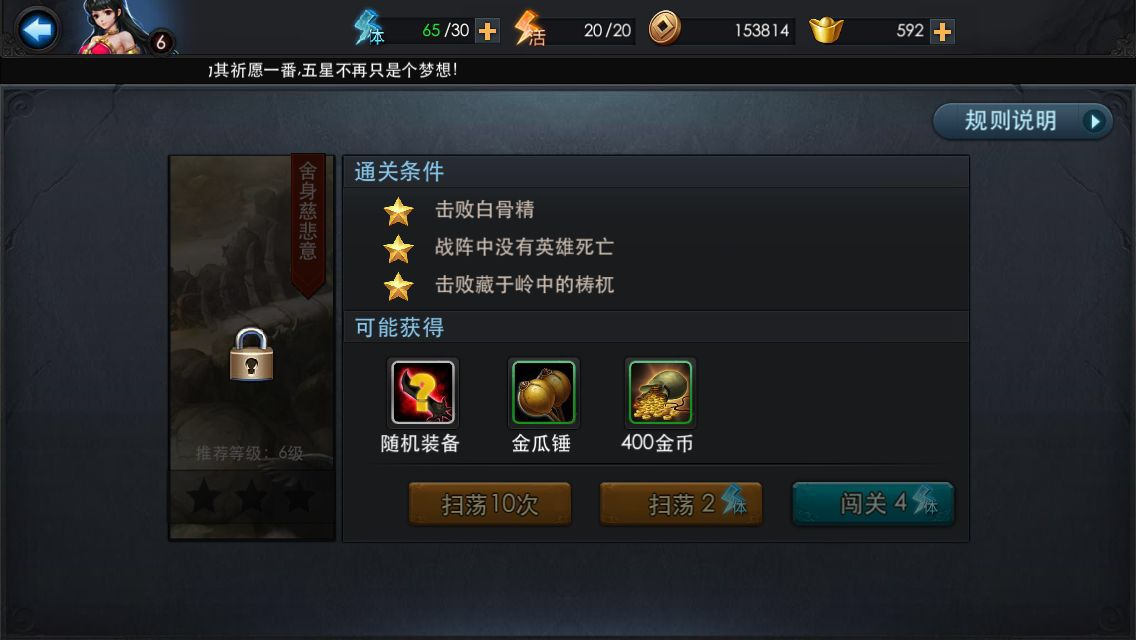 6
体
65/30
活
20/20
153814
592
其祈愿一番,五星不再只是个梦想!
规则说明
舍身慈悲意
推荐等级：6级
通关条件
击败白骨精
战阵中没有英雄死亡
击败藏于岭中的梼杌
可能获得
随机装备
金瓜锤
400金币
扫荡10次
扫荡 2 体
闯关 4 体